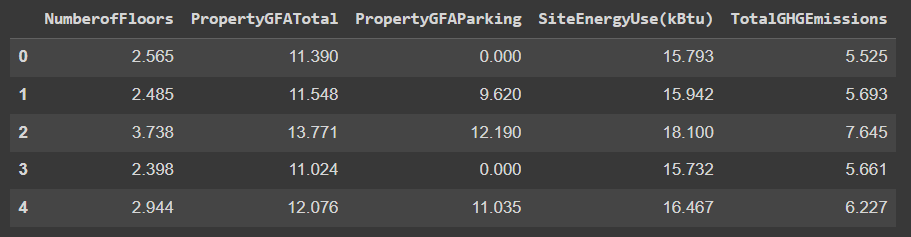 NumberofFloors PropertyGFATotal PropertyGFAParking SiteEnergyUse(kBtu) TotalGHGEmissions
0 2.565 11.390 0.000 15.793 5.525
1 2.485 11.548 9.620 15.942 5.693
2 3.738 13.771 12.190 18.100 7.645
3 2.398 11.024 0.000 15.732 5.661
4 2.944 12.076 11.035 16.467 6.227